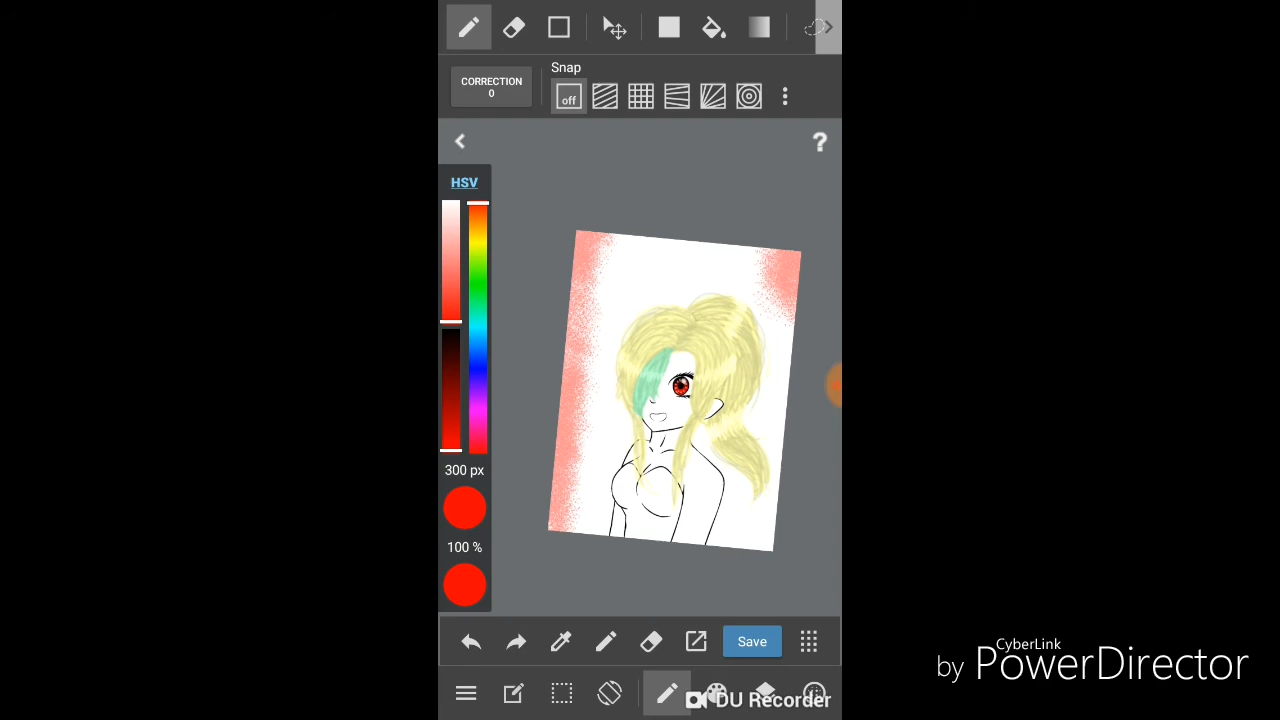 Snap
CORRECTION
0
off
?
HSV
300 px
100 %
Save
DU Recorder
CyberLink
by PowerDirector